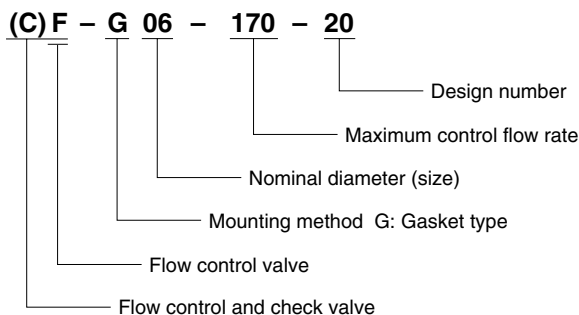 (C) F – G 06 – 170 – 20
Design number
Maximum control flow rate
Nominal diameter (size)
Mounting method G: Gasket type
Flow control valve
Flow control and check valve